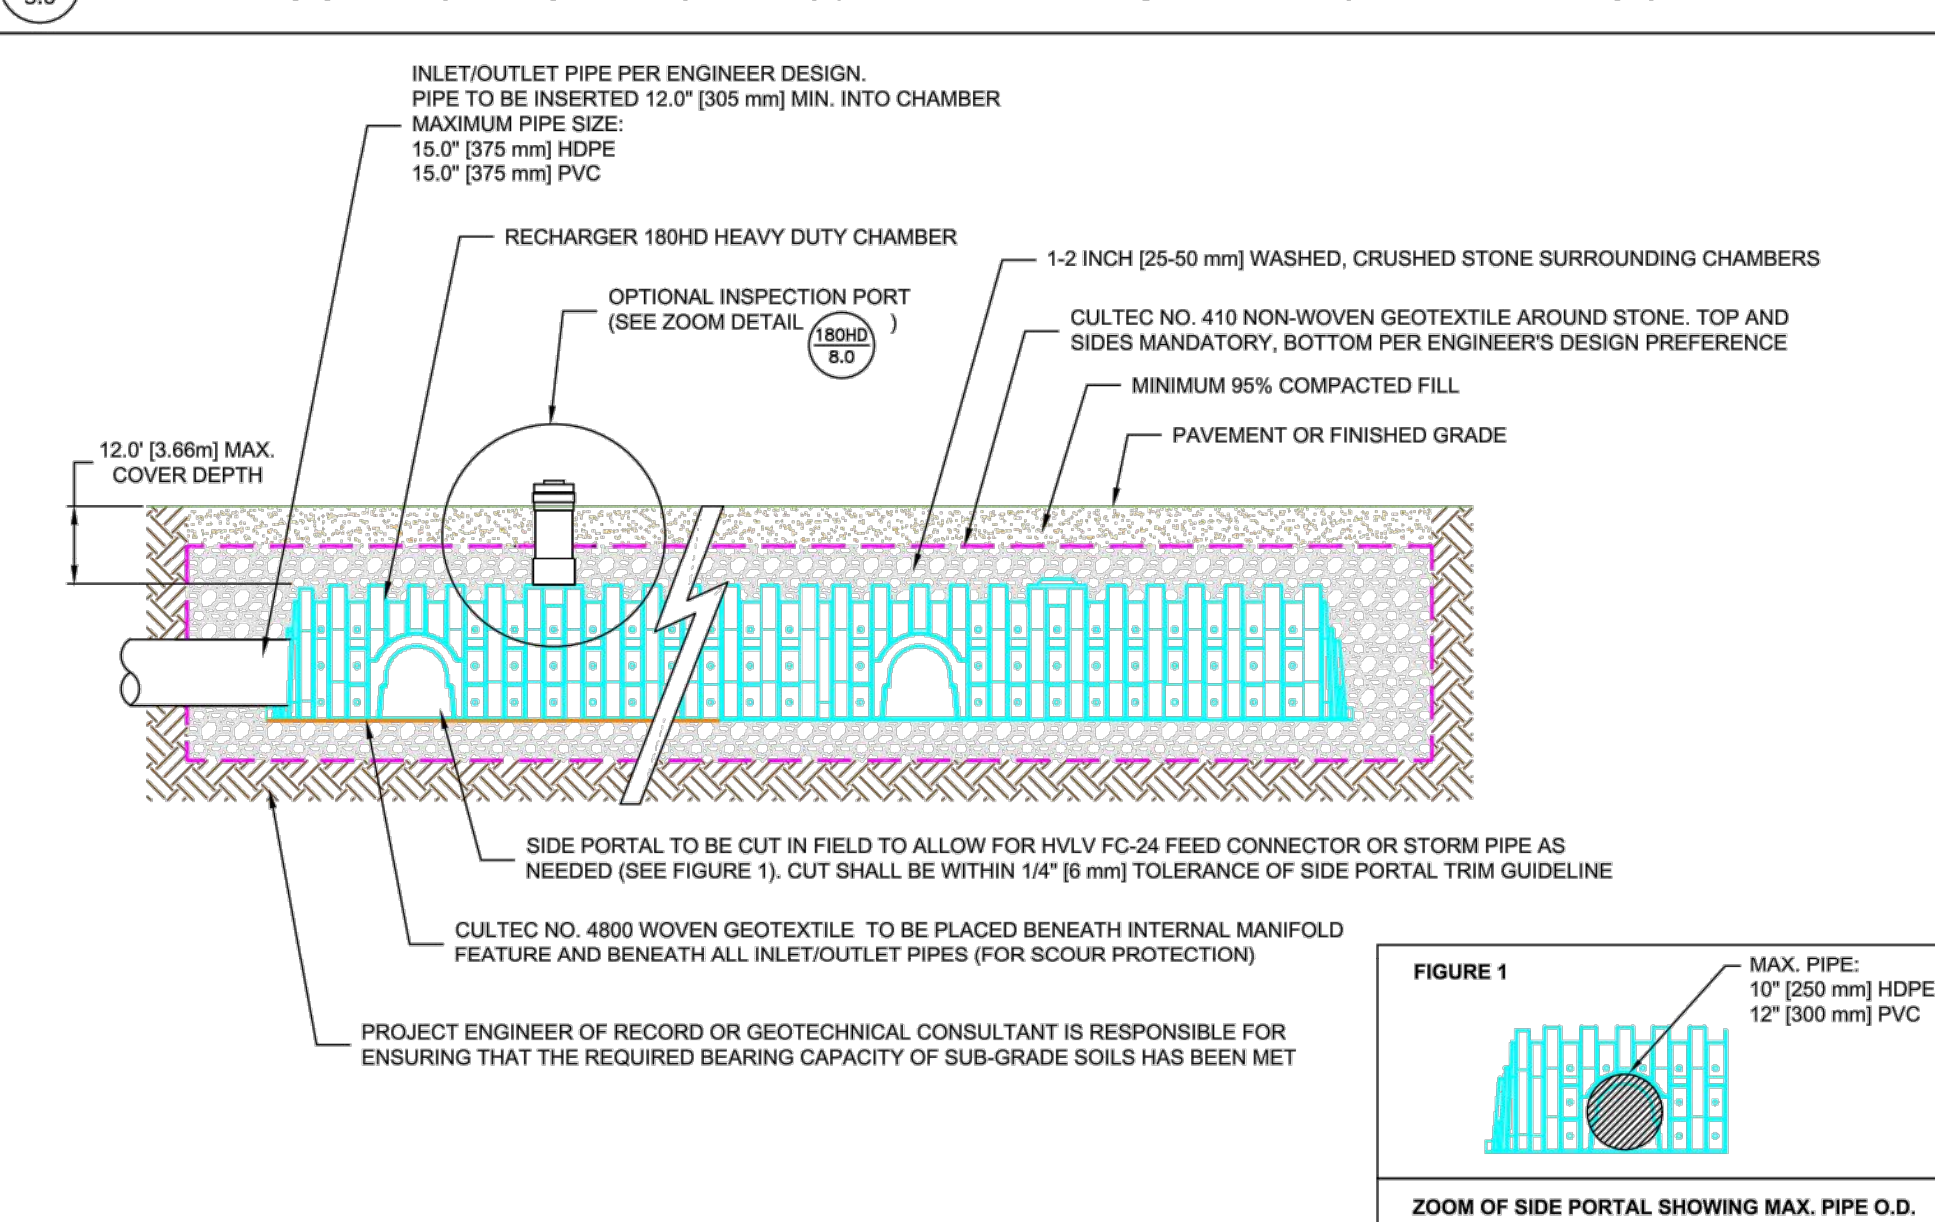 INLET/OUTLET PIPE PER ENGINEER DESIGN.
PIPE TO BE INSERTED 12.0" [305 mm] MIN. INTO CHAMBER
MAXIMUM PIPE SIZE:
15.0" [375 mm] HDPE
15.0" [375 mm] PVC
RECHARGER 180HD HEAVY DUTY CHAMBER
1-2 INCH [25-50 mm] WASHED, CRUSHED STONE SURROUNDING CHAMBERS
OPTIONAL INSPECTION PORT
(SEE ZOOM DETAIL 180HD )
8.0
CULTEC NO. 410 NON-WOVEN GEOTEXTILE AROUND STONE. TOP AND
SIDES MANDATORY, BOTTOM PER ENGINEER'S DESIGN PREFERENCE
MINIMUM 95% COMPACTED FILL
PAVEMENT OR FINISHED GRADE
12.0' [3.66m] MAX.
COVER DEPTH
SIDE PORTAL TO BE CUT IN FIELD TO ALLOW FOR HVLV FC-24 FEED CONNECTOR OR STORM PIPE AS
NEEDED (SEE FIGURE 1). CUT SHALL BE WITHIN 1/4" [6 mm] TOLERANCE OF SIDE PORTAL TRIM GUIDELINE
CULTEC NO. 4800 WOVEN GEOTEXTILE TO BE PLACED BENEATH INTERNAL MANIFOLD
FEATURE AND BENEATH ALL INLET/OUTLET PIPES (FOR SCOUR PROTECTION)
PROJECT ENGINEER OF RECORD OR GEOTECHNICAL CONSULTANT IS RESPONSIBLE FOR
ENSURING THAT THE REQUIRED BEARING CAPACITY OF SUB-GRADE SOILS HAS BEEN MET
FIGURE 1
MAX. PIPE:
10" [250 mm] HDPE
12" [300 mm] PVC
ZOOM OF SIDE PORTAL SHOWING MAX. PIPE O.D.